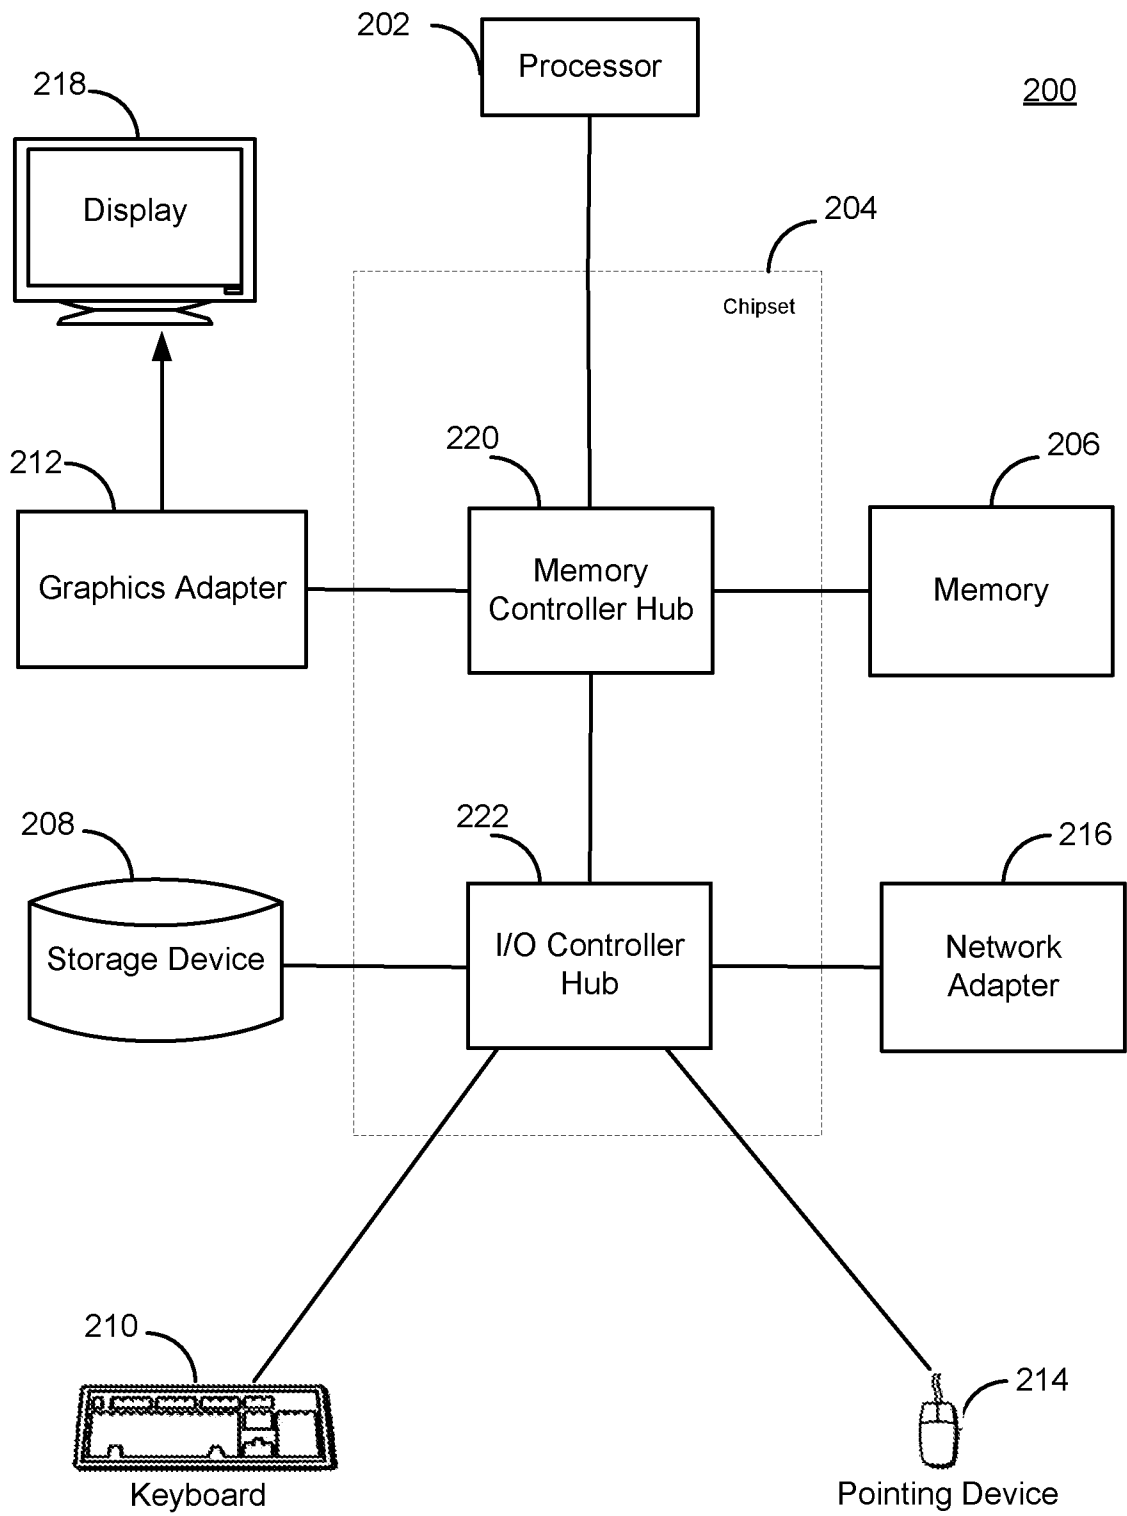 202
Processor
200
218
Display
204
Chipset
220
206
212
Graphics Adapter
Memory
Controller Hub
Memory
208
222
216
Storage Device
I/O Controller
Hub
Network
Adapter
210
214
Keyboard
Pointing Device